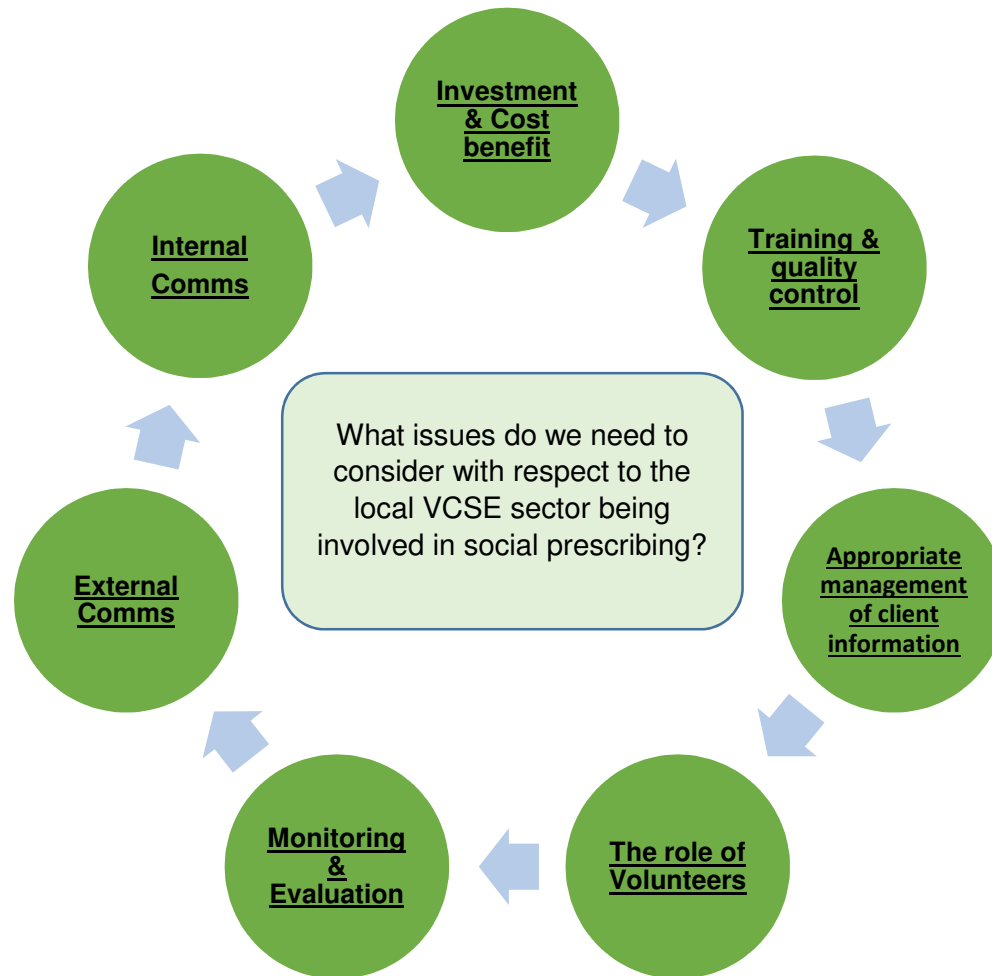 Investment
& Cost
benefit
Training &
quality
control
Appropriate
management
of client
information
The role of
Volunteers
Monitoring
&
Evaluation
External
Comms
Internal
Comms
What issues do we need to
consider with respect to the
local VCSE sector being
involved in social prescribing?